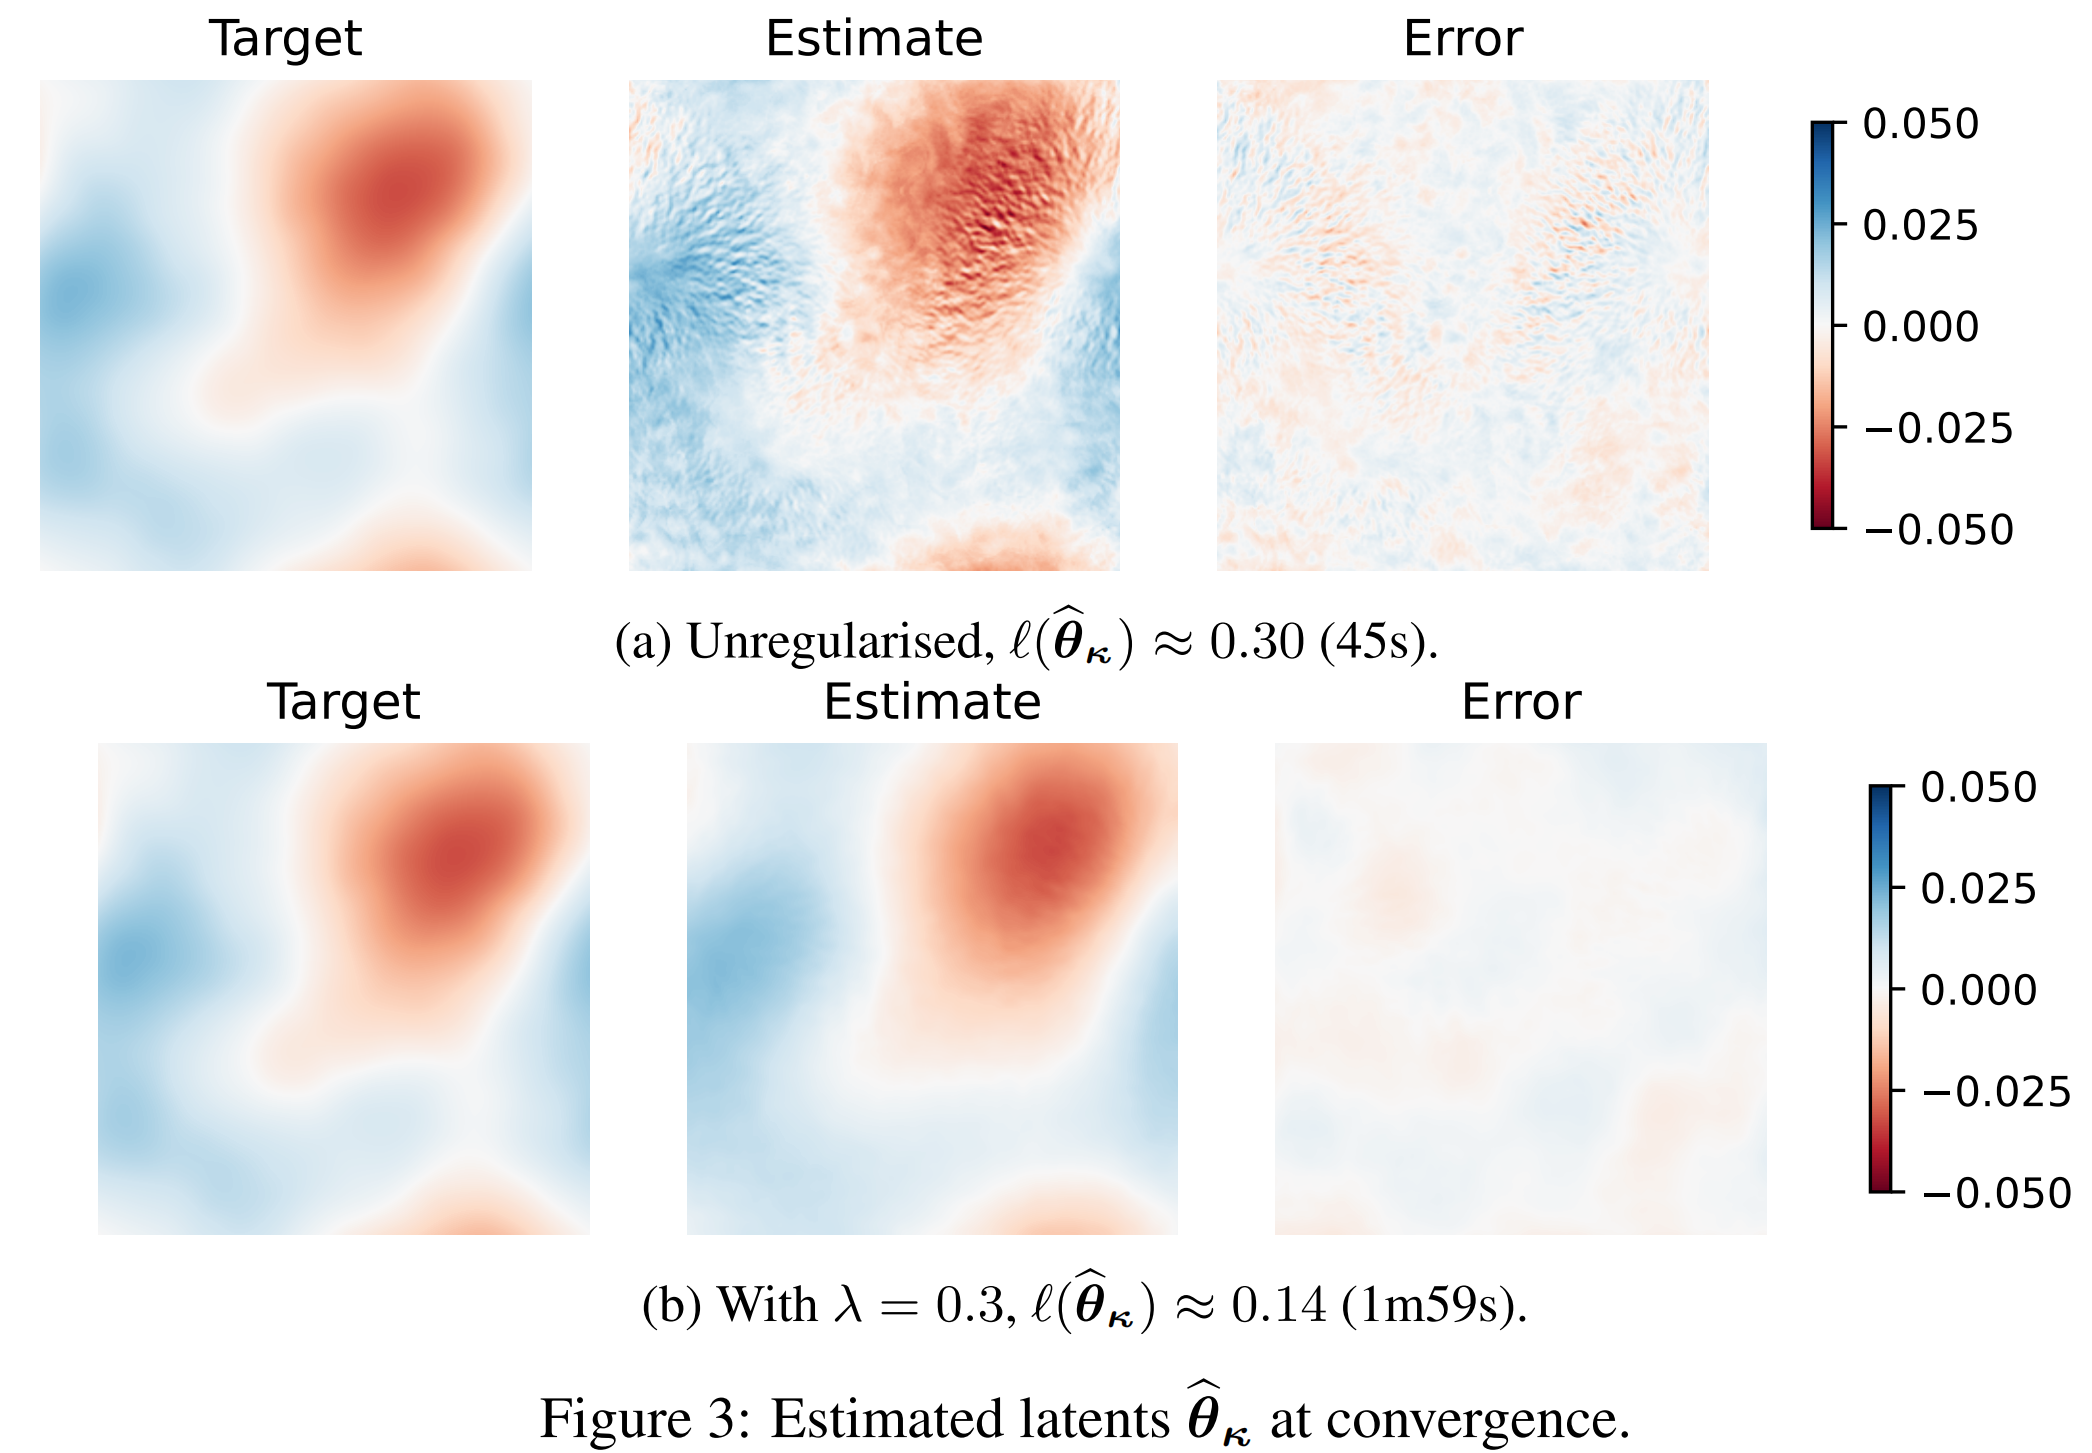 Target Estimate Error
0.050
0.025
0.000
−0.025
−0.050
(a) Unregularised, ℓ(θ̂_κ) ≈ 0.30 (45s).
Target Estimate Error
0.050
0.025
0.000
−0.025
−0.050
(b) With λ = 0.3, ℓ(θ̂_κ) ≈ 0.14 (1m59s).
Figure 3: Estimated latents θ̂_κ at convergence.